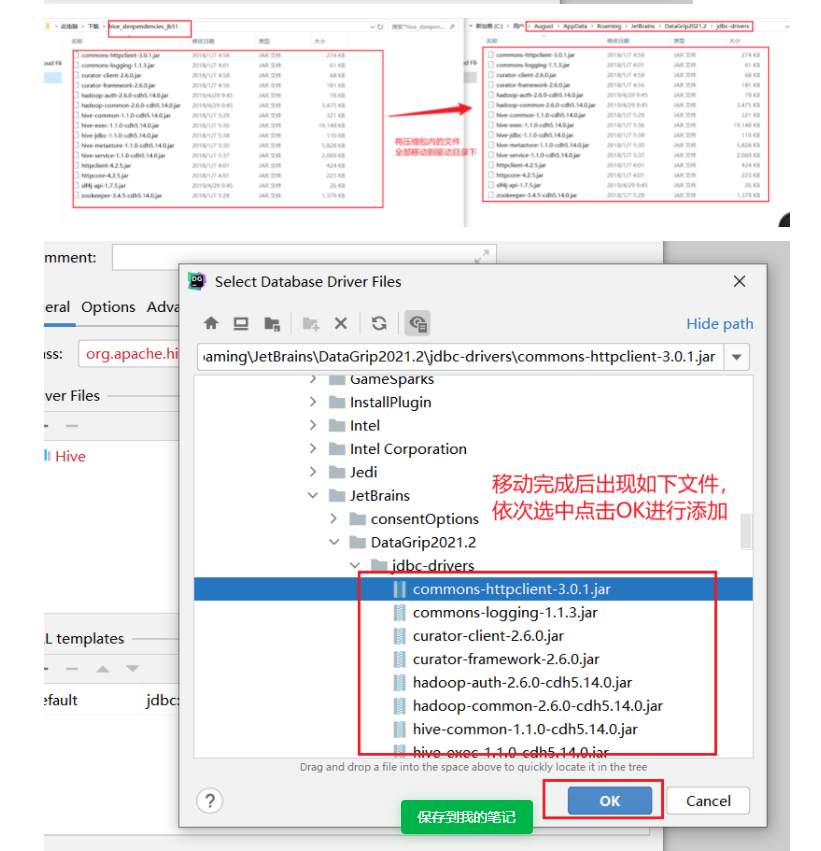 此电脑 > 下载 > hive_denpendencies_jb51
名称 修改日期 类型 大小
commons-httpclient-3.0.1.jar 2018/1/7 4:58 JAR 文件 274 KB
commons-logging-1.1.3.jar 2018/1/7 4:01 JAR 文件 61 KB
curator-client-2.6.0.jar 2018/1/7 4:58 JAR 文件 68 KB
curator-framework-2.6.0.jar 2018/1/7 4:56 JAR 文件 181 KB
hadoop-auth-2.6.0-cdh5.14.0.jar 2019/4/29 9:45 JAR 文件 78 KB
hadoop-common-2.6.0-cdh5.14.0.jar 2019/4/29 9:45 JAR 文件 3,475 KB
hive-common-1.1.0-cdh5.14.0.jar 2018/1/7 5:29 JAR 文件 321 KB
hive-exec-1.1.0-cdh5.14.0.jar 2018/1/7 5:36 JAR 文件 19,148 KB
hive-jdbc-1.1.0-cdh5.14.0.jar 2018/1/7 5:38 JAR 文件 110 KB
hive-metastore-1.1.0-cdh5.14.0.jar 2018/1/7 5:30 JAR 文件 5,828 KB
hive-service-1.1.0-cdh5.14.0.jar 2018/1/7 5:37 JAR 文件 2,069 KB
httpclient-4.2.5.jar 2018/1/7 4:01 JAR 文件 424 KB
httpcore-4.2.5.jar 2018/1/7 4:01 JAR 文件 223 KB
slf4j-api-1.7.5.jar 2019/4/29 9:45 JAR 文件 26 KB
zookeeper-3.4.5-cdh5.14.0.jar 2018/1/7 5:28 JAR 文件 1,379 KB
将压缩包内的文件
全部移动到驱动目录下
新加卷 (C:) > 用户 > August > AppData > Roaming > JetBrains > DataGrip2021.2 > jdbc-drivers
名称 修改日期 类型 大小
commons-httpclient-3.0.1.jar 2018/1/7 4:58 JAR 文件 274 KB
commons-logging-1.1.3.jar 2018/1/7 4:01 JAR 文件 61 KB
curator-client-2.6.0.jar 2018/1/7 4:58 JAR 文件 68 KB
curator-framework-2.6.0.jar 2018/1/7 4:56 JAR 文件 181 KB
hadoop-auth-2.6.0-cdh5.14.0.jar 2019/4/29 9:45 JAR 文件 78 KB
hadoop-common-2.6.0-cdh5.14.0.jar 2019/4/29 9:45 JAR 文件 3,475 KB
hive-common-1.1.0-cdh5.14.0.jar 2018/1/7 5:29 JAR 文件 321 KB
hive-exec-1.1.0-cdh5.14.0.jar 2018/1/7 5:36 JAR 文件 19,148 KB
hive-jdbc-1.1.0-cdh5.14.0.jar 2018/1/7 5:38 JAR 文件 110 KB
hive-metastore-1.1.0-cdh5.14.0.jar 2018/1/7 5:30 JAR 文件 5,828 KB
hive-service-1.1.0-cdh5.14.0.jar 2018/1/7 5:37 JAR 文件 2,069 KB
httpclient-4.2.5.jar 2018/1/7 4:01 JAR 文件 424 KB
httpcore-4.2.5.jar 2018/1/7 4:01 JAR 文件 223 KB
slf4j-api-1.7.5.jar 2019/4/29 9:45 JAR 文件 26 KB
zookeeper-3.4.5-cdh5.14.0.jar 2018/1/7 5:28 JAR 文件 1,379 KB
mment:
Select Database Driver Files
eral Options Adva
Hide path
ss: org.apache.hi
aming\JetBrains\DataGrip2021.2\jdbc-drivers\commons-httpclient-3.0.1.jar
ver Files
Hive
GameSparks
InstallPlugin
Intel
Intel Corporation
Jedi
JetBrains
consentOptions
DataGrip2021.2
jdbc-drivers
移动完成后出现如下文件，
依次选中点击OK进行添加
commons-httpclient-3.0.1.jar
commons-logging-1.1.3.jar
curator-client-2.6.0.jar
curator-framework-2.6.0.jar
hadoop-auth-2.6.0-cdh5.14.0.jar
hadoop-common-2.6.0-cdh5.14.0.jar
hive-common-1.1.0-cdh5.14.0.jar
hive-exec-1.1.0-cdh5.14.0.jar
L templates
efault jdbc:
Drag and drop a file into the space above to quickly locate it in the tree
?
OK
Cancel
保存到我的笔记